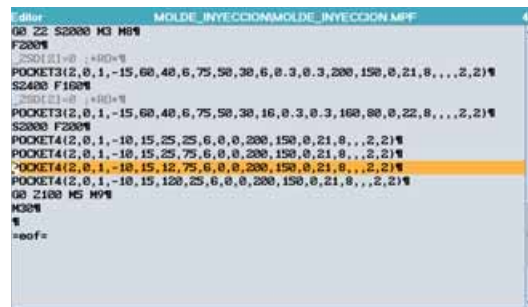 Editor MOLDE_INYECCION\MOLDE_INYECCION.MPF 4
G0 Z2 S2000 M3 M8¶
F200¶
_ZSD[2]=0 ;*RO*¶
POCKET3(2,0,1,-15,60,40,6,75,50,30,6,0.3,0.3,200,150,0,21,8,,,,2,2)¶
S2400 F160¶
_ZSD[2]=0 ;*RO*¶
POCKET3(2,0,1,-15,60,40,6,75,50,30,16,0.3,0.3,160,80,0,22,8,,,,2,2)¶
S2000 F200¶
POCKET4(2,0,1,-10,15,25,25,6,0,0,200,150,0,21,8,,,2,2)¶
POCKET4(2,0,1,-10,15,25,75,6,0,0,200,150,0,21,8,,,2,2)¶
POCKET4(2,0,1,-10,15,12,75,6,0,0,200,150,0,21,8,,,2,2)¶
POCKET4(2,0,1,-10,15,120,25,6,0,0,200,150,0,21,8,,,2,2)¶
G0 Z100 M5 M9¶
M30¶
¶
=eof=